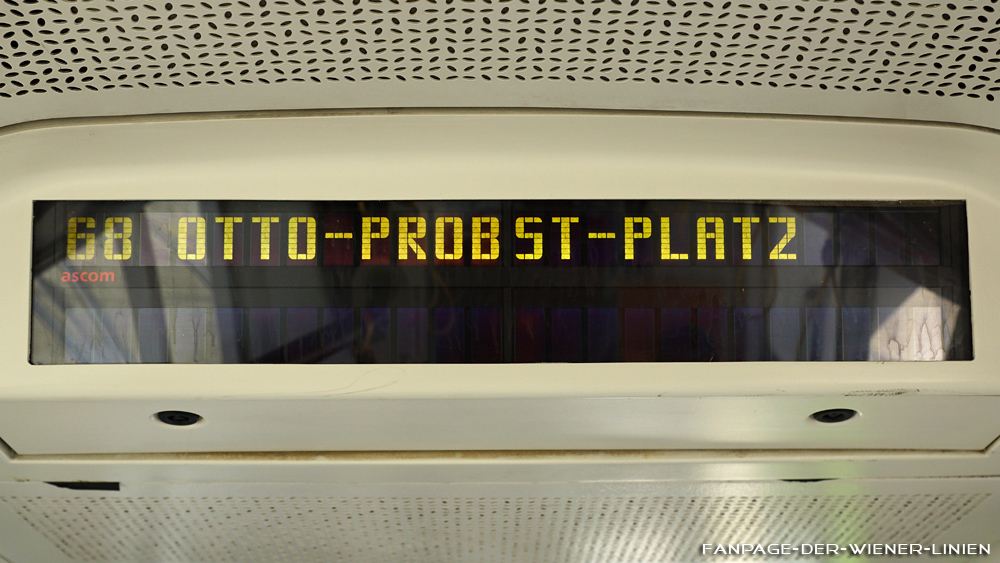 68 OTTO-PROBST-PLATZ
ascom
FANPAGE-DER-WIENER-LINIEN